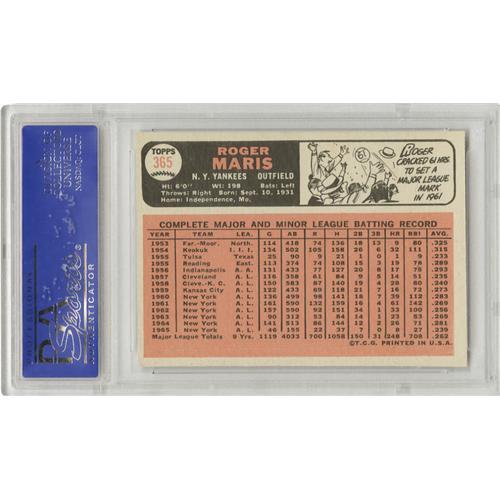 TOPPS
365
ROGER
MARIS
N. Y. YANKEES OUTFIELD
Ht: 6'0" Wt: 198 Bats: Left
Throws: Right Born: Sept. 10, 1931
Home: Independence, Mo.
ROGER
CRACKED 61 HRS.
TO SET A
MAJOR LEAGUE
MARK
IN 1961
COMPLETE MAJOR AND MINOR LEAGUE BATTING RECORD
YEAR TEAM LEA. G AB R H 2B 3B HR RBI AVG.
1953 Far.-Moor. North. 114 418 74 136 18 13 9 80 .325
1954 Keokuk I. I. I. 134 502 105 158 26 6 32 111 .315
1955 Tulsa Texas 25 90 9 21 1 0 1 9 .233
1955 Reading East. 113 374 74 108 15 3 19 78 .289
1956 Indianapolis A. A. 131 433 77 127 20 8 17 75 .293
1957 Cleveland A. L. 116 358 61 84 9 5 14 51 .235
1958 Cleve.-K. C. A. L. 150 583 87 140 19 4 28 80 .240
1959 Kansas City A. L. 122 433 69 118 21 7 16 72 .273
1960 New York A. L. 136 499 98 141 18 7 39 112 .283
1961 New York A. L. 161 590 132 159 16 4 61 142 .269
1962 New York A. L. 157 590 92 151 34 1 33 100 .256
1963 New York A. L. 90 312 53 84 14 1 23 53 .269
1964 New York A. L. 141 513 86 144 12 2 26 71 .281
1965 New York A. L. 46 155 22 37 7 0 8 27 .239
Major League Totals 9 Yrs. 1119 4033 700 1058 150 31 248 708 .262
©T.C.G. PRINTED IN U.S.A.
PROFESSIONAL
Sports
AUTHENTICATOR